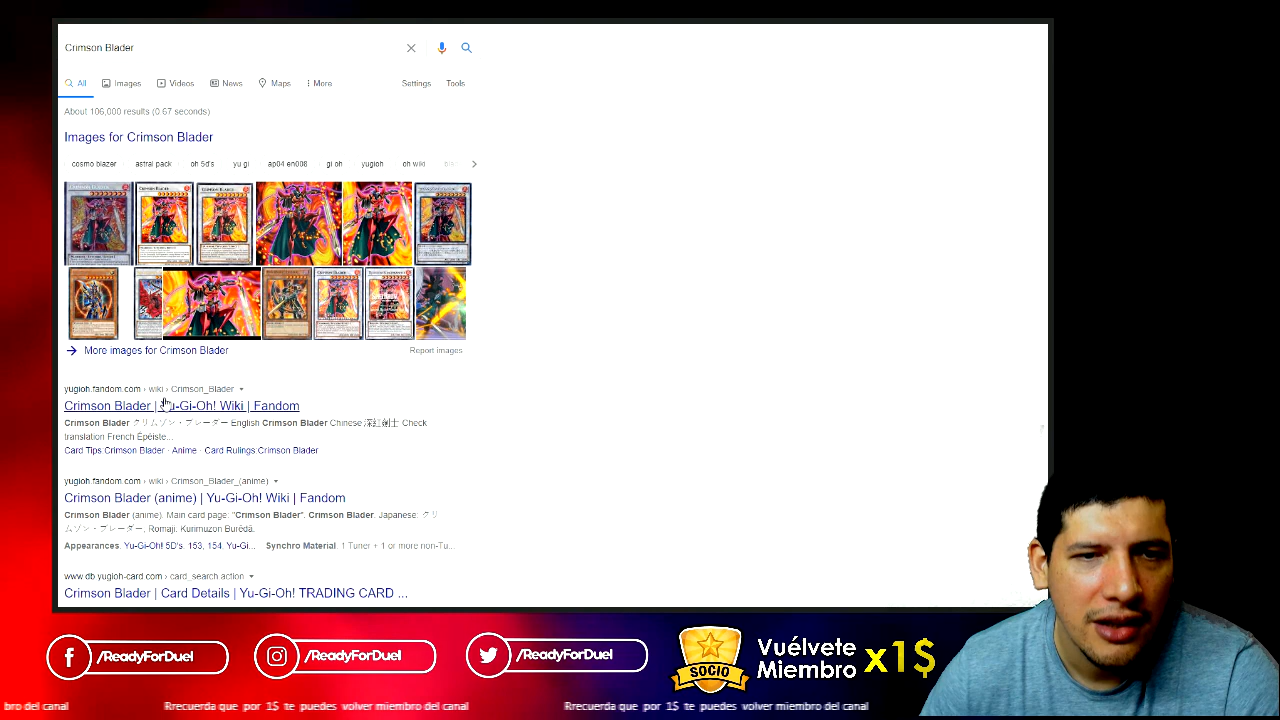 Crimson Blader
All Images Videos News Maps More Settings Tools
About 106,000 results (0.67 seconds)
Images for Crimson Blader
cosmo blazer astral pack oh 5d's yu gi ap04 en008 gi oh yugioh oh wiki
More images for Crimson Blader Report images
yugioh.fandom.com › wiki › Crimson_Blader
Crimson Blader | Yu-Gi-Oh! Wiki | Fandom
Crimson Blader クリムゾン・ブレーダー English Crimson Blader Chinese 深紅劍士 Check
translation French Épéiste...
Card Tips:Crimson Blader · Anime · Card Rulings:Crimson Blader
yugioh.fandom.com › wiki › Crimson_Blader_(anime)
Crimson Blader (anime) | Yu-Gi-Oh! Wiki | Fandom
Crimson Blader (anime). Main card page: "Crimson Blader". Crimson Blader. Japanese: クリ
ムゾン・ブレーダー. Romaji. Kurimuzon Burēdā.
Appearances: Yu-Gi-Oh! 5D's. 153, 154, Yu-Gi... Synchro Material: 1 Tuner + 1 or more non-Tu...
www.db.yugioh-card.com › card_search.action
Crimson Blader | Card Details | Yu-Gi-Oh! TRADING CARD ...
/ReadyForDuel /ReadyForDuel /ReadyForDuel
SOCIO
Vuélvete
Miembro x1$
bro del canal Rrecuerda que por 1$ te puedes volver miembro del canal Rrecuerda que por 1$ te puedes volver miembro del canal